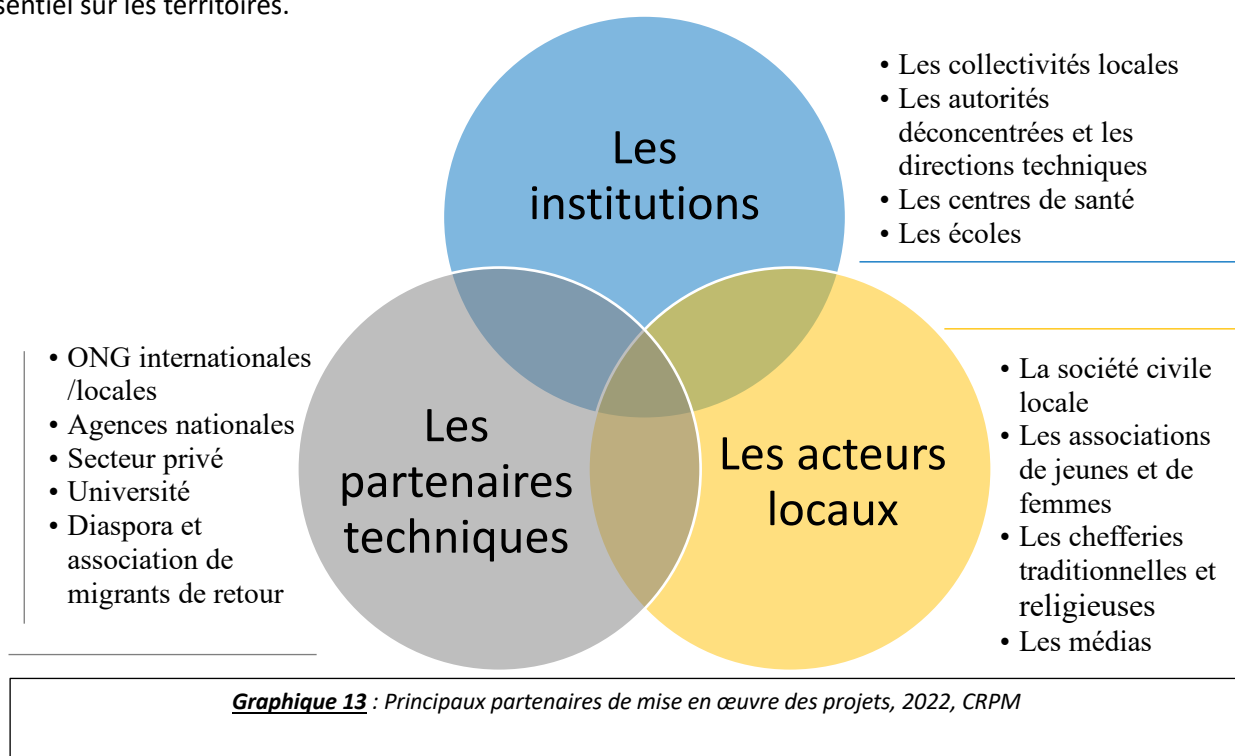 sentiel sur les territoires.
Les
institutions
• Les collectivités locales
• Les autorités
déconcentrées et les
directions techniques
• Les centres de santé
• Les écoles
• ONG internationales
/locales
• Agences nationales
• Secteur privé
• Université
• Diaspora et
association de
migrants de retour
Les
partenaires
techniques
Les acteurs
locaux
• La société civile
locale
• Les associations
de jeunes et de
femmes
• Les chefferies
traditionnelles et
religieuses
• Les médias
Graphique 13 : Principaux partenaires de mise en œuvre des projets, 2022, CRPM